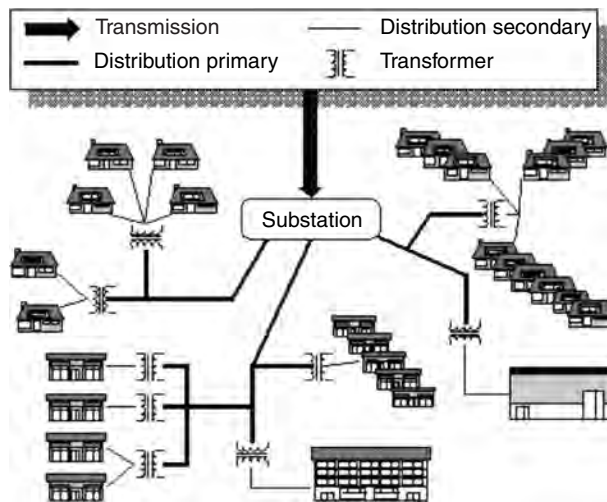 Transmission
Distribution secondary
Distribution primary
Transformer
Substation